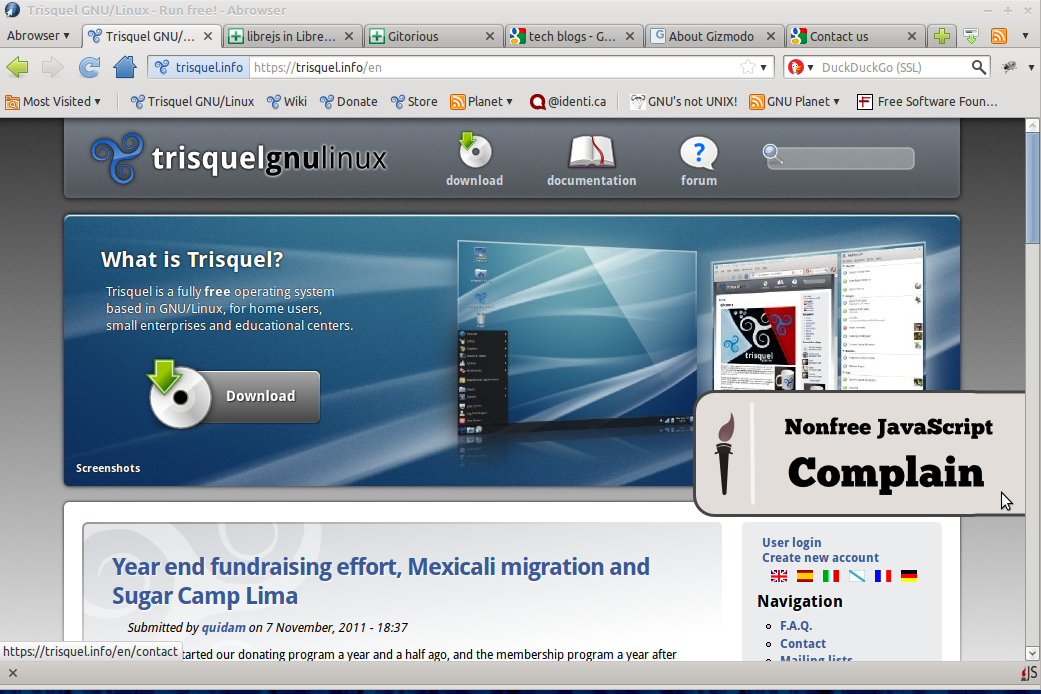 Trisquel GNU/Linux - Run free! - Abrowser
Abrowser
Trisquel GNU/...
librejs in Libre...
Gitorious
tech blogs - G...
About Gizmodo
Contact us
trisquel.info
https://trisquel.info/en
DuckDuckGo (SSL)
Most Visited
Trisquel GNU/Linux
Wiki
Donate
Store
Planet
@identi.ca
GNU's not UNIX!
GNU Planet
Free Software Foun...
trisquelgnulinux
download
documentation
forum
What is Trisquel?
Trisquel is a fully free operating system
based in GNU/Linux, for home users,
small enterprises and educational centers.
Download
Screenshots
trisquel
Nonfree JavaScript
Complain
Year end fundraising effort, Mexicali migration and
Sugar Camp Lima
Submitted by quidam on 7 November, 2011 - 18:37
arted our donating program a year and a half ago, and the membership program a year after
User login
Create new account
Navigation
F.A.Q.
Contact
Mailing lists
https://trisquel.info/en/contact
JS